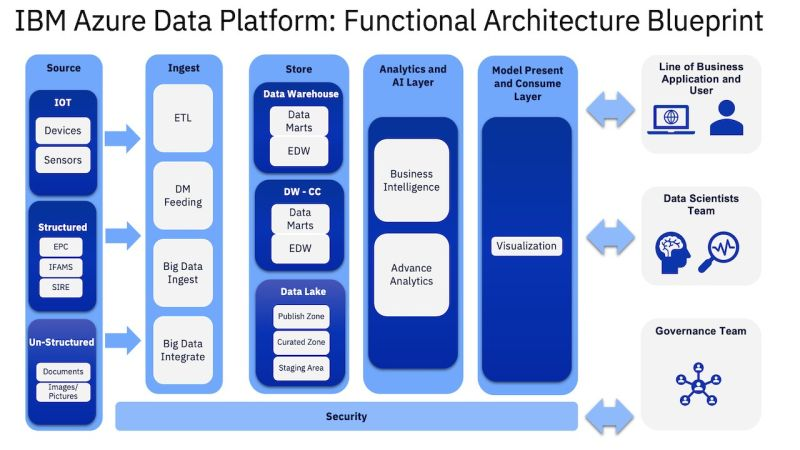 IBM Azure Data Platform: Functional Architecture Blueprint
Source
IOT
Devices
Sensors
Structured
EPC
IFAMS
SIRE
Un-Structured
Documents
Images/
Pictures
Ingest
ETL
DM
Feeding
Big Data
Ingest
Big Data
Integrate
Store
Data Warehouse
Data
Marts
EDW
DW - CC
Data
Marts
EDW
Data Lake
Publish Zone
Curated Zone
Staging Area
Analytics and
AI Layer
Business
Intelligence
Advance
Analytics
Model Present
and Consume
Layer
Visualization
Line of Business
Application and
User
Data Scientists
Team
Governance Team
Security